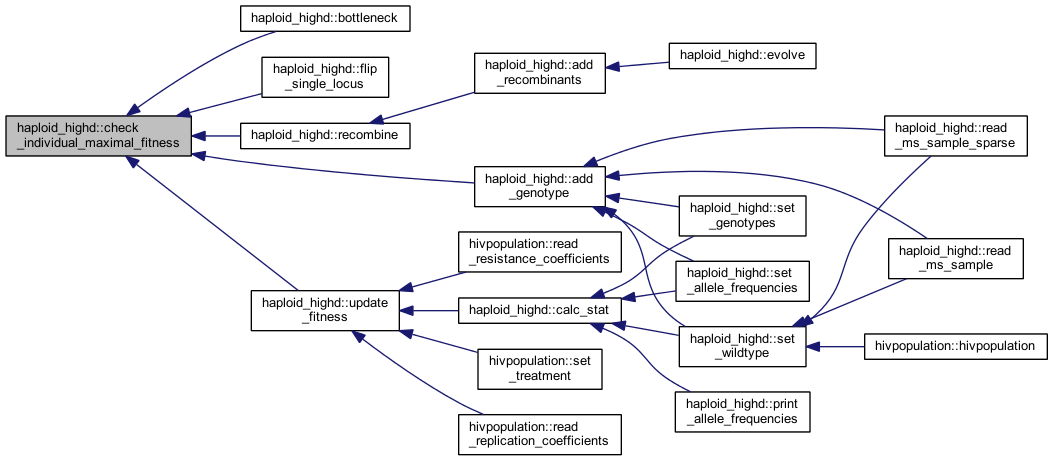 haploid_highd::check
_individual_maximal_fitness
haploid_highd::bottleneck
haploid_highd::flip
_single_locus
haploid_highd::recombine
haploid_highd::add
_recombinants
haploid_highd::evolve
haploid_highd::add
_genotype
haploid_highd::read
_ms_sample_sparse
haploid_highd::set
_genotypes
haploid_highd::read
_ms_sample
haploid_highd::set
_allele_frequencies
haploid_highd::set
_wildtype
hivpopulation::hivpopulation
haploid_highd::update
_fitness
hivpopulation::read
_resistance_coefficients
haploid_highd::calc_stat
hivpopulation::set
_treatment
haploid_highd::print
_allele_frequencies
hivpopulation::read
_replication_coefficients